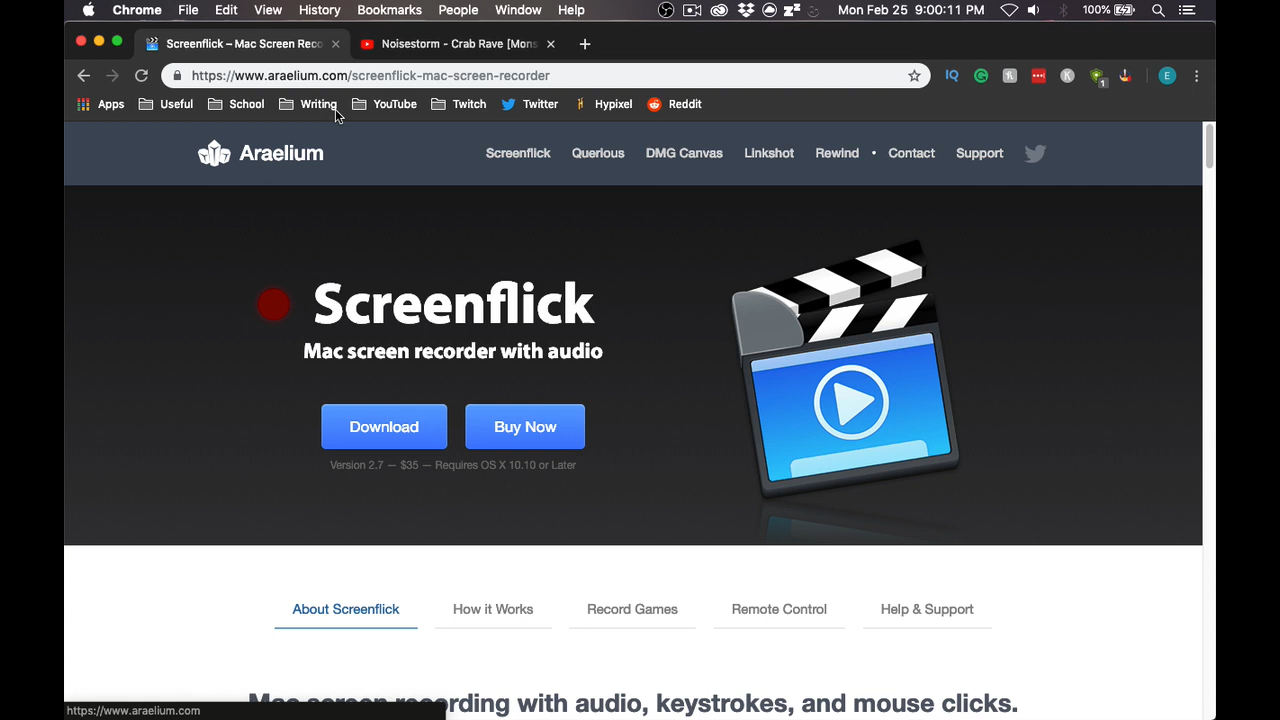 Chrome File Edit View History Bookmarks People Window Help Mon Feb 25 9:00:11 PM 100%
Screenflick – Mac Screen Reco Noisestorm - Crab Rave [Mons
https://www.araelium.com/screenflick-mac-screen-recorder
Apps Useful School Writing YouTube Twitch Twitter Hypixel Reddit
Araelium Screenflick Querious DMG Canvas Linkshot Rewind • Contact Support
Screenflick
Mac screen recorder with audio
Download Buy Now
Version 2.7 — $35 — Requires OS X 10.10 or Later
About Screenflick How it Works Record Games Remote Control Help & Support
Mac screen recording with audio, keystrokes, and mouse clicks.
https://www.araelium.com